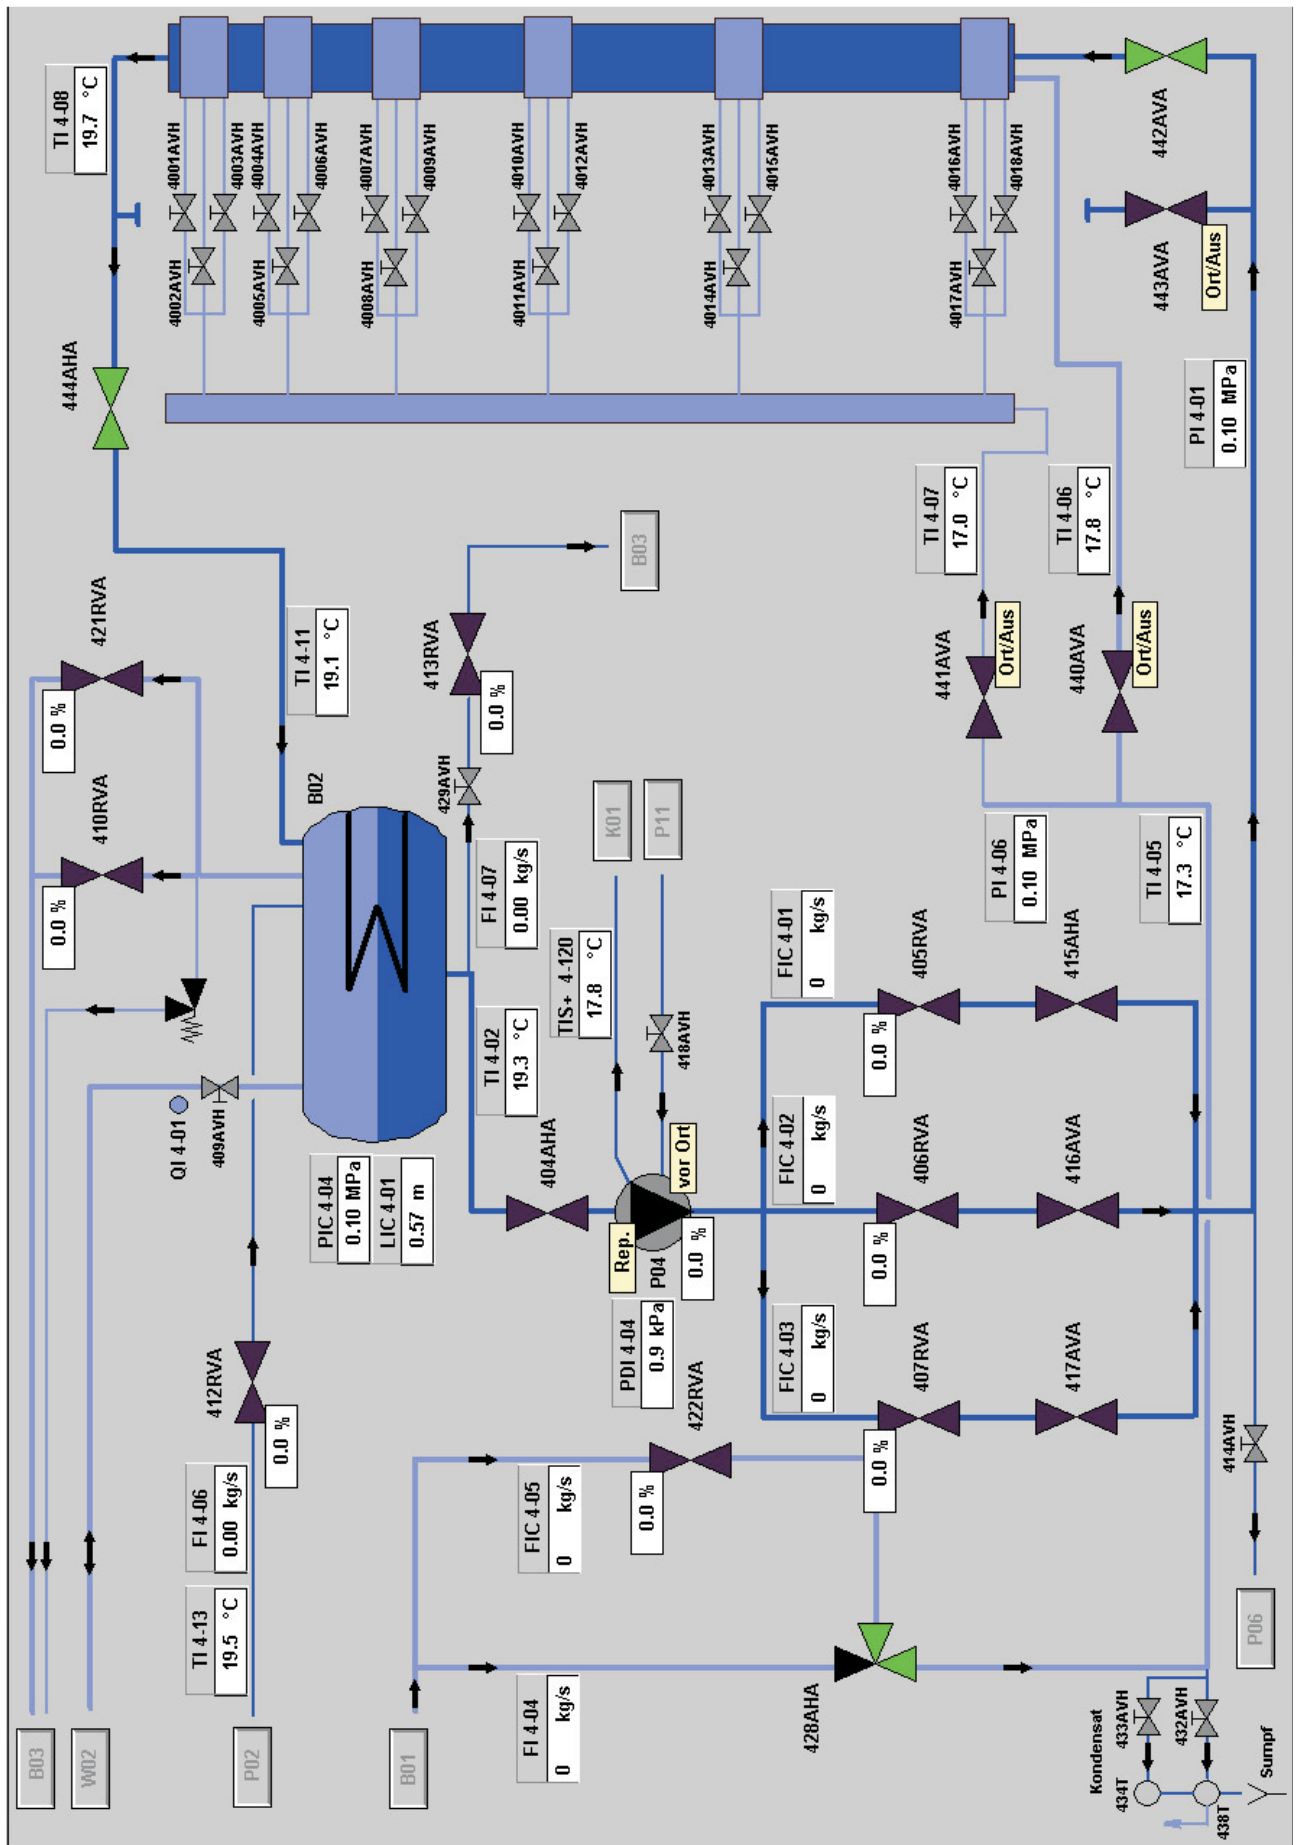 B03
W02
P02
B01
TI 4-13
19.5 °C
FI 4-06
0.00 kg/s
412RVA
0.0 %
QI 4-01
409AVH
410RVA
0.0 %
421RVA
0.0 %
444AHA
TI 4-08
19.7 °C
PIC 4-04
0.10 MPa
LIC 4-01
0.57 m
B02
TI 4-11
19.1 °C
4001AVH
4002AVH
4003AVH
4004AVH
4005AVH
4006AVH
4007AVH
4008AVH
4009AVH
4010AVH
4011AVH
4012AVH
4013AVH
4014AVH
4015AVH
4016AVH
4017AVH
4018AVH
FI 4-04
0 kg/s
FIC 4-05
0 kg/s
422RVA
0.0 %
PDI 4-04
0.9 kPa
Rep.
P04
0.0 %
vor Ort
404AHA
TI 4-02
19.3 °C
FI 4-07
0.00 kg/s
429AVH
413RVA
0.0 %
B03
TIS+ 4-120
17.8 °C
K01
P11
418AVH
FIC 4-03
0 kg/s
FIC 4-02
0 kg/s
FIC 4-01
0 kg/s
407RVA
0.0 %
406RVA
0.0 %
405RVA
0.0 %
417AVA
416AVA
415AHA
428AHA
PI 4-06
0.10 MPa
TI 4-05
17.3 °C
441AVA
Ort/Aus
440AVA
Ort/Aus
TI 4-07
17.0 °C
TI 4-06
17.8 °C
PI 4-01
0.10 MPa
443AVA
Ort/Aus
442AVA
Kondensat
434T
433AVH
432AVH
438T
Sumpf
414AVH
P06